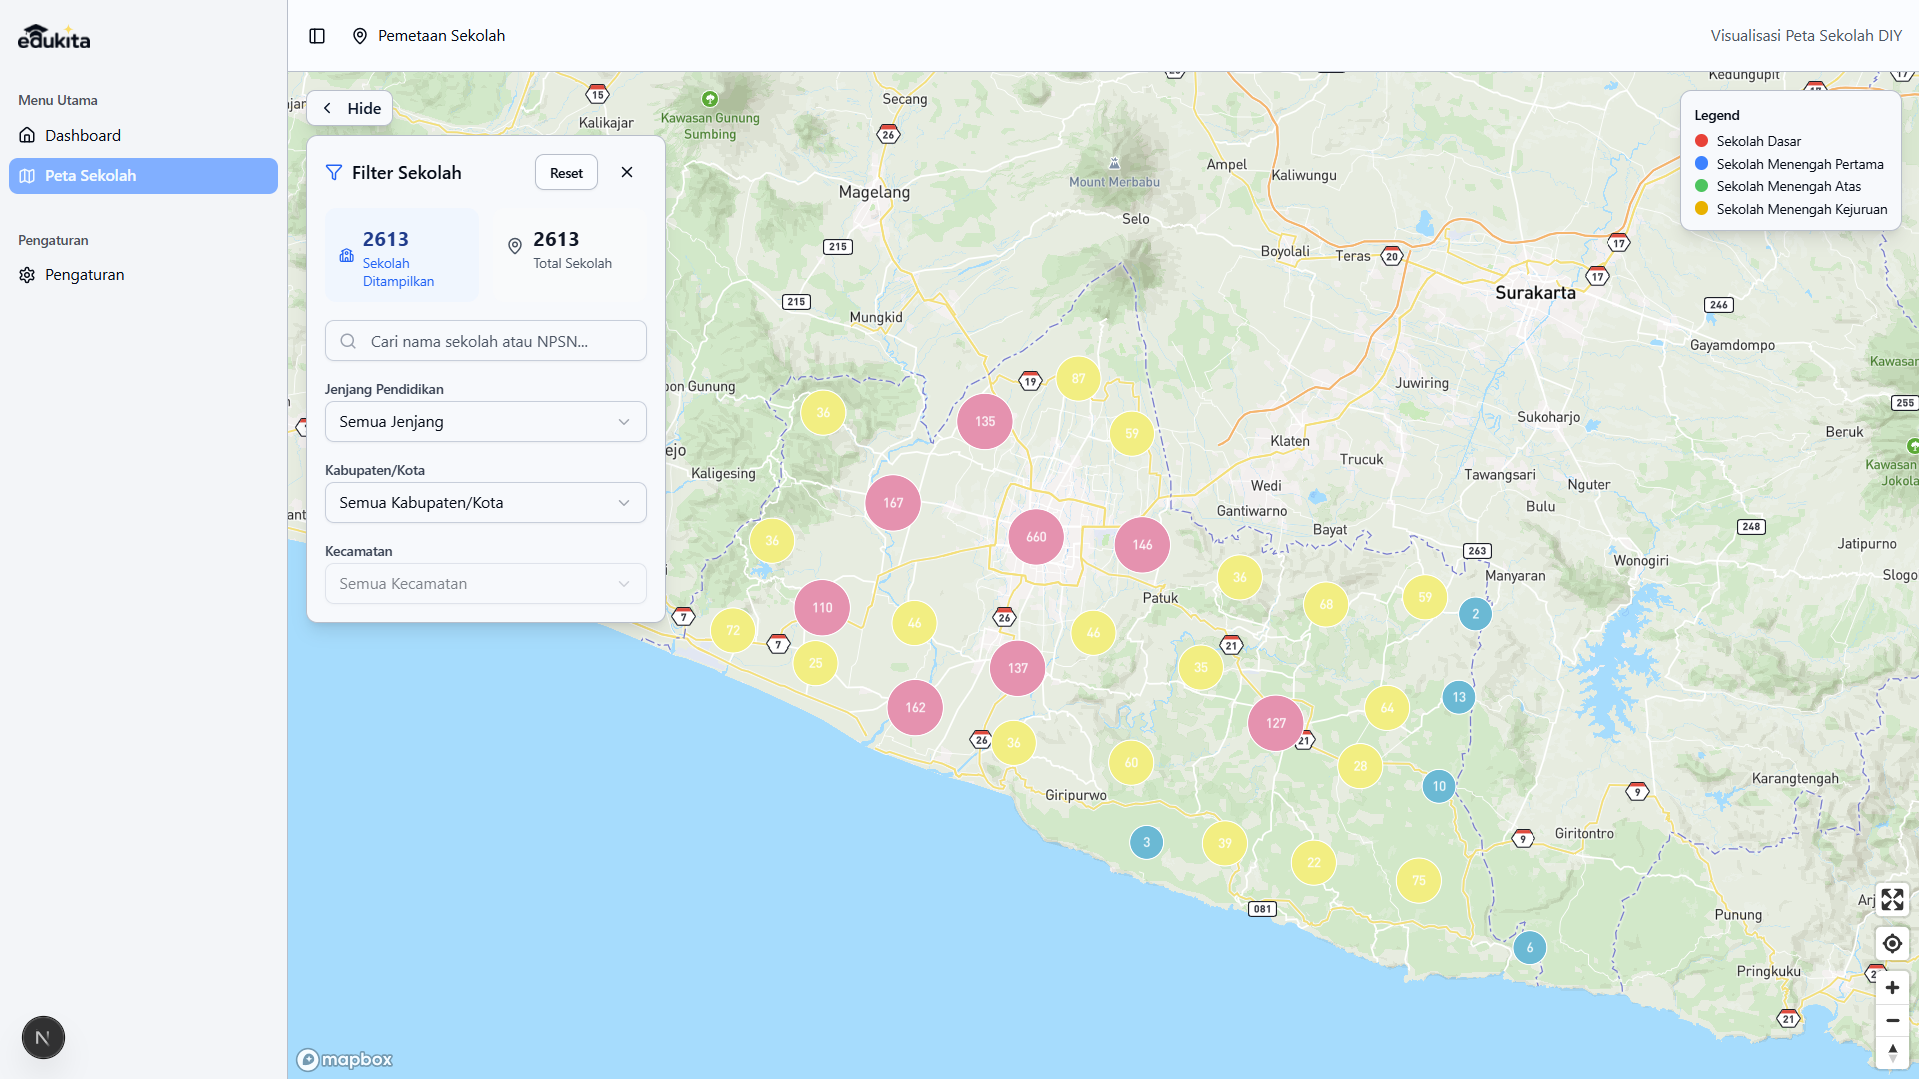 edukita
Menu Utama
Dashboard
Peta Sekolah
Pengaturan
Pengaturan
N
Pemetaan Sekolah
Visualisasi Peta Sekolah DIY
Hide
Filter Sekolah
Reset
2613
Sekolah
Ditampilkan
2613
Total Sekolah
Cari nama sekolah atau NPSN...
Jenjang Pendidikan
Semua Jenjang
Kabupaten/Kota
Semua Kabupaten/Kota
Kecamatan
Semua Kecamatan
Legend
Sekolah Dasar
Sekolah Menengah Pertama
Sekolah Menengah Atas
Sekolah Menengah Kejuruan
Kedungupit
15
Secang
Kalikajar
Kawasan Gunung
Sumbing
26
Ampel
Kaliwungu
Mount Merbabu
Magelang
Selo
215
Boyolali
Teras
20
17
17
Surakarta
246
215
Mungkid
Gayamdompo
Kawasan
19
87
Juwiring
255
36
135
59
Sukoharjo
Beruk
Klaten
Trucuk
Kaligesing
Tawangsari
Kawasan
Jokola
Nguter
Wedi
Gantiwarno
Bulu
167
Bayat
248
660
146
36
263
Jatipurno
Wonogiri
Manyaran
Slogo
36
Patuk
68
59
2
110
7
26
46
46
72
7
25
21
35
137
13
162
64
127
21
26
36
60
28
10
Karangtengah
9
Giripurwo
3
39
9
Giritontro
22
75
081
Punung
6
Pringkuku
21
mapbox